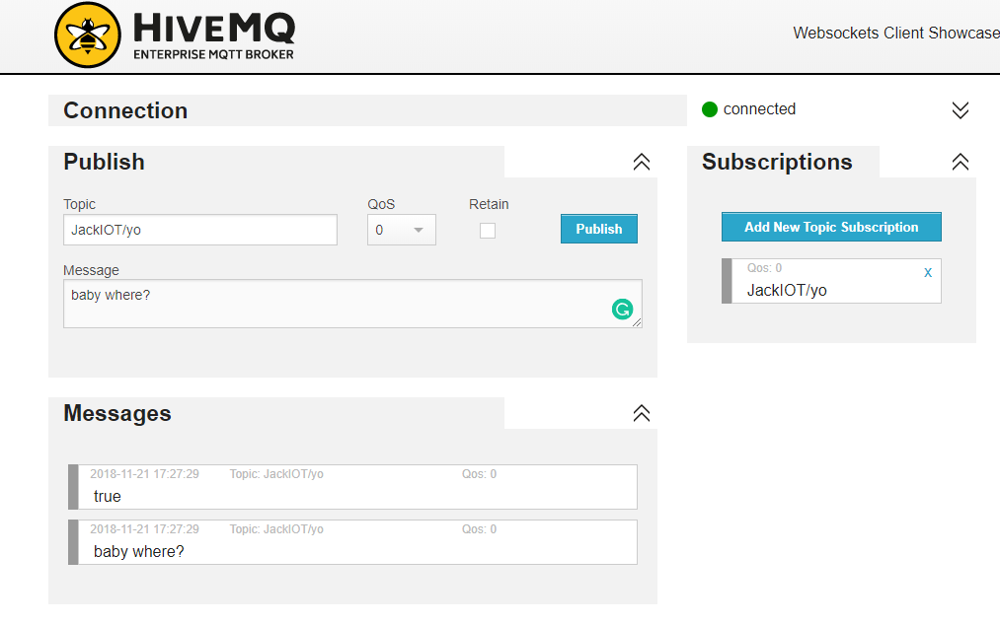 HIVEMQ
ENTERPRISE MQTT BROKER
Websockets Client Showcase
Connection
connected
Publish
Subscriptions
Topic QoS Retain
JackIOT/yo 0 Publish
Add New Topic Subscription
Message
baby where?
Qos: 0 x
JackIOT/yo
Messages
2018-11-21 17:27:29 Topic: JackIOT/yo Qos: 0
true
2018-11-21 17:27:29 Topic: JackIOT/yo Qos: 0
baby where?